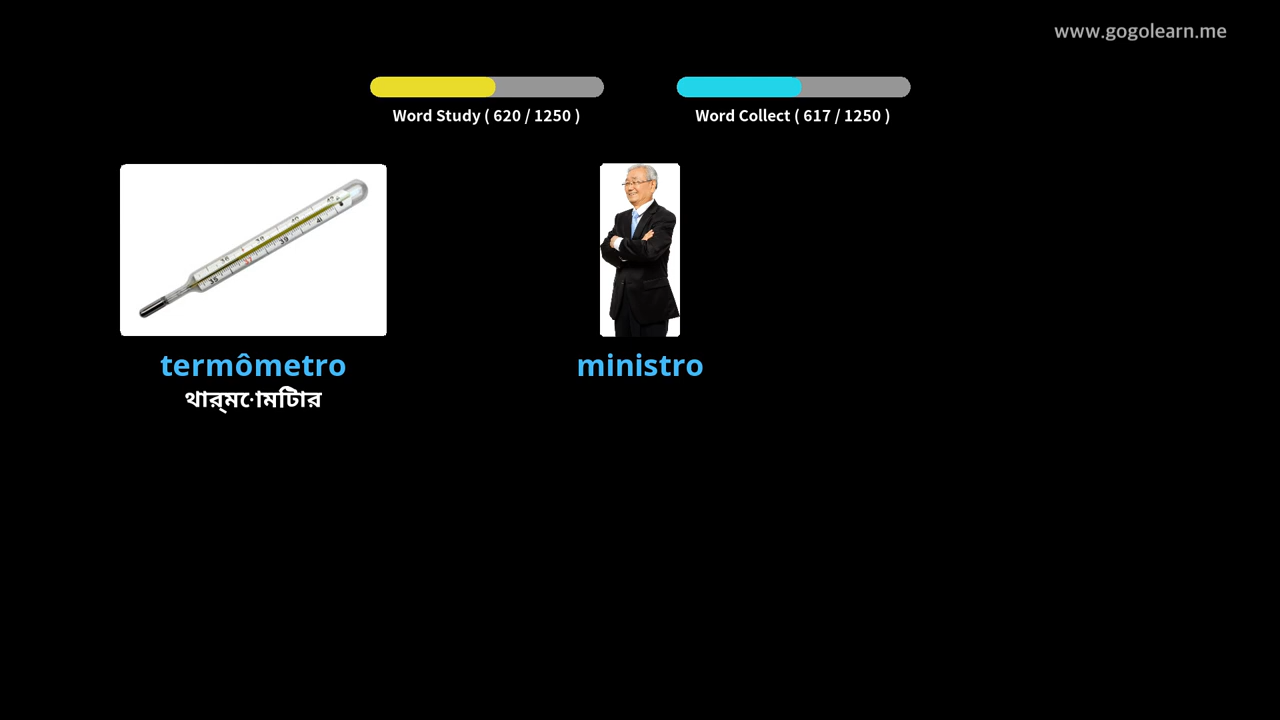 www.gogolearn.me
Word Study ( 620 / 1250 )
Word Collect ( 617 / 1250 )
termômetro
ministro
থার্মোমিটার